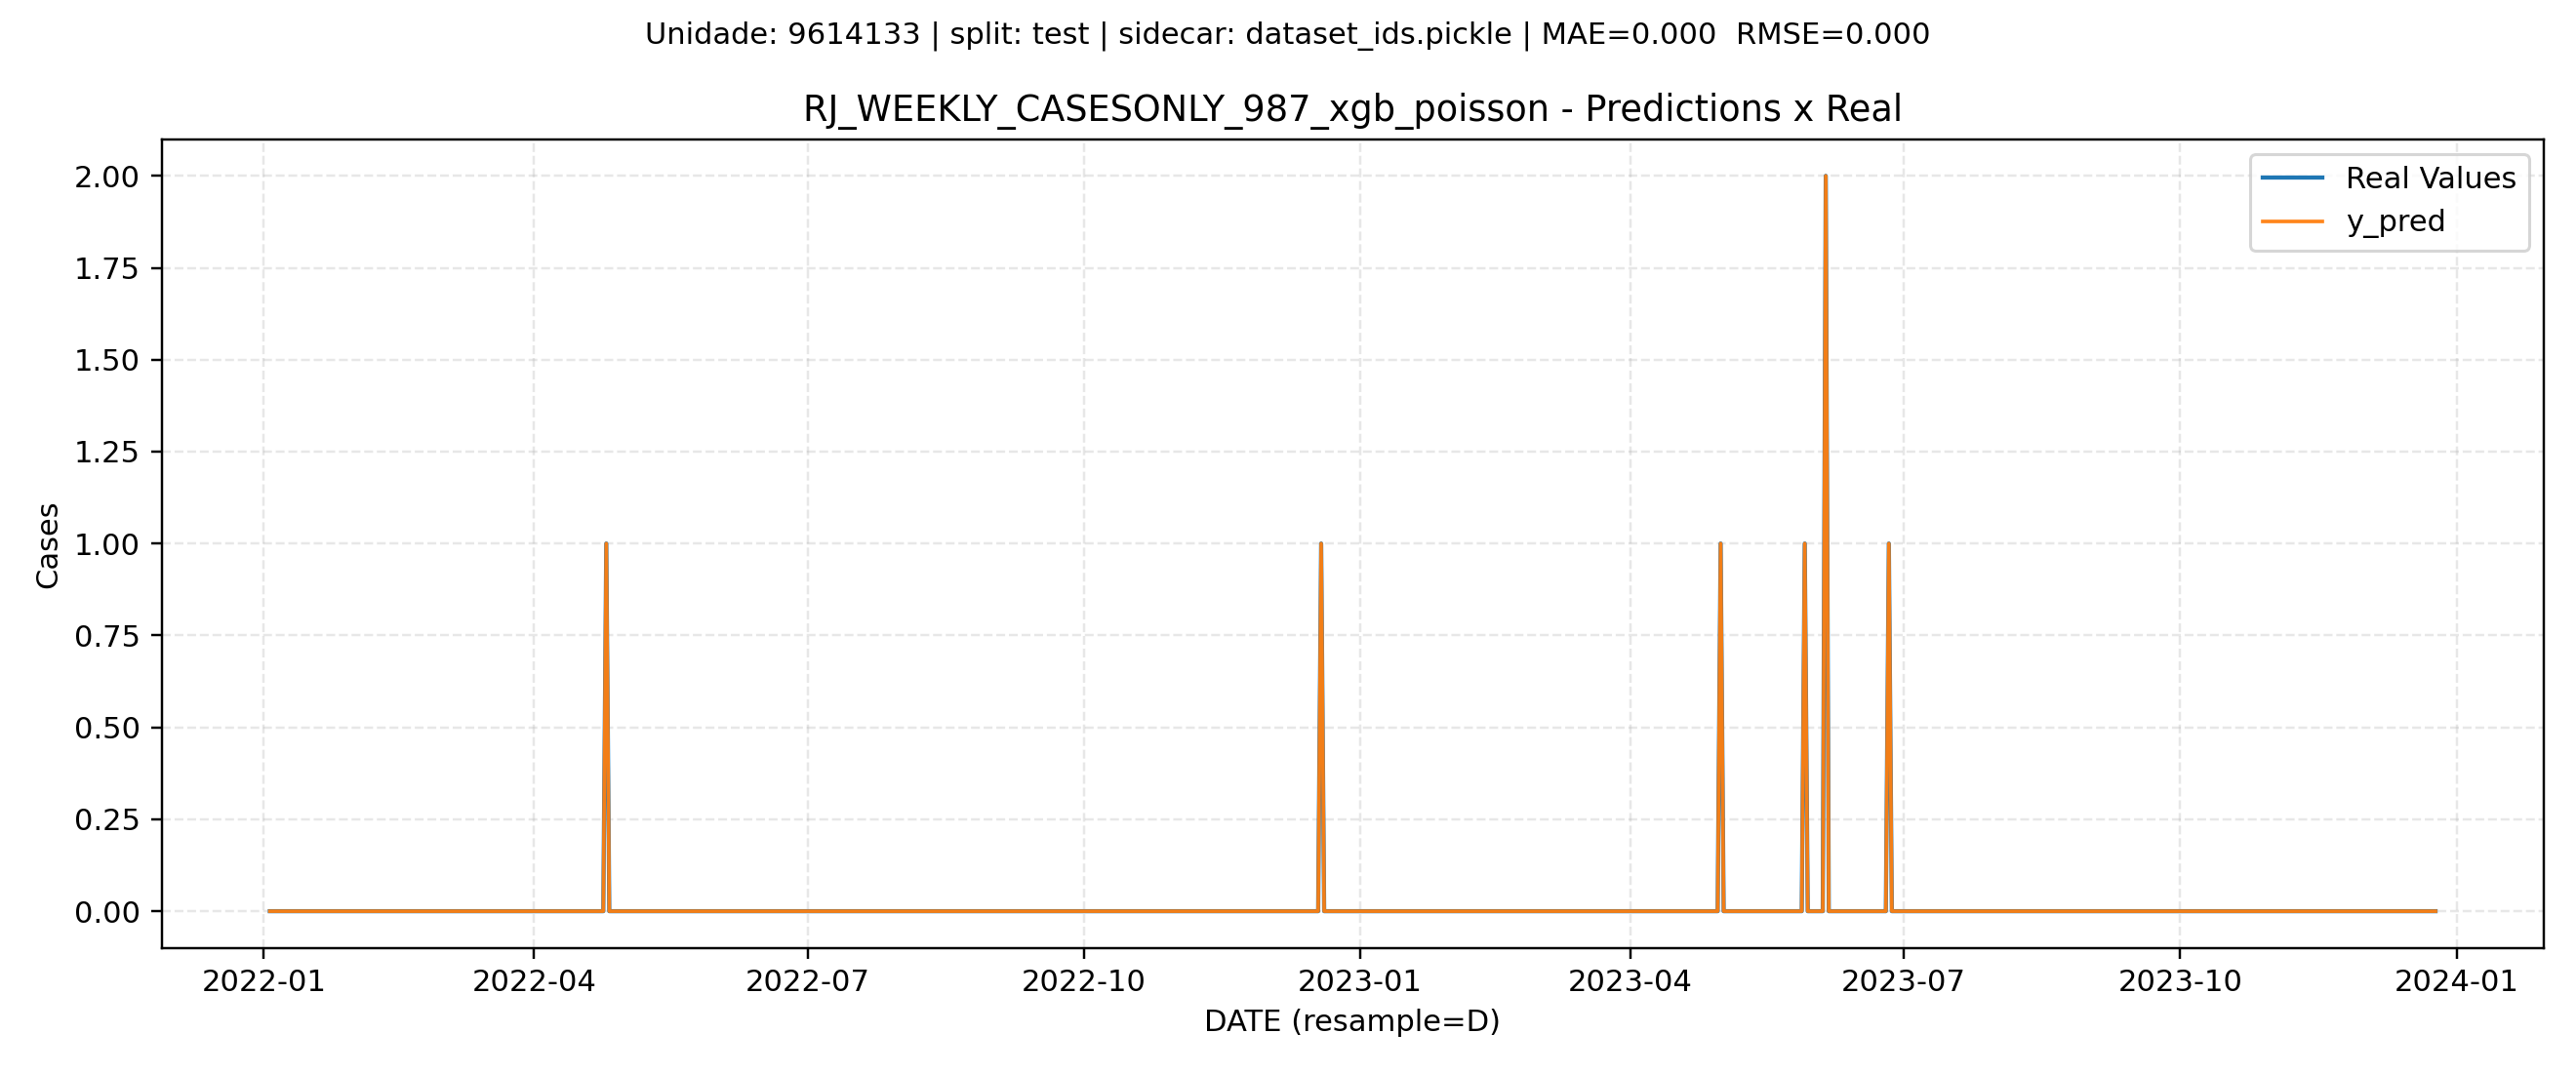 Unidade: 9614133 | split: test | sidecar: dataset_ids.pickle | MAE=0.000  RMSE=0.000
RJ_WEEKLY_CASESONLY_987_xgb_poisson - Predictions x Real
Real Values
y_pred
Cases
2.00
1.75
1.50
1.25
1.00
0.75
0.50
0.25
0.00
2022-01 2022-04 2022-07 2022-10 2023-01 2023-04 2023-07 2023-10 2024-01
DATE (resample=D)